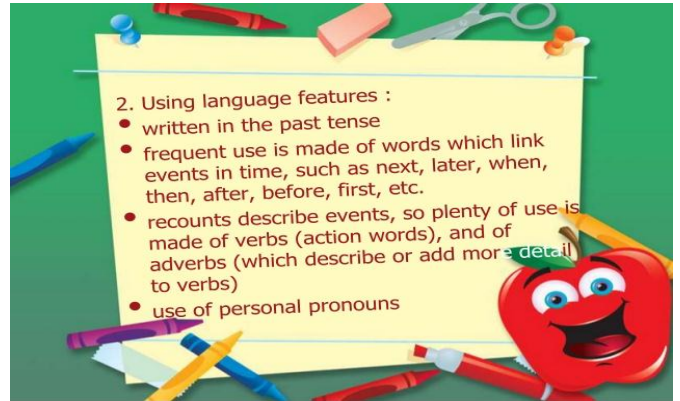 2. Using language features :
• written in the past tense
• frequent use is made of words which link
events in time, such as next, later, when,
then, after, before, first, etc.
• recounts describe events, so plenty of use is
made of verbs (action words), and of
adverbs (which describe or add more detail
to verbs)
• use of personal pronouns